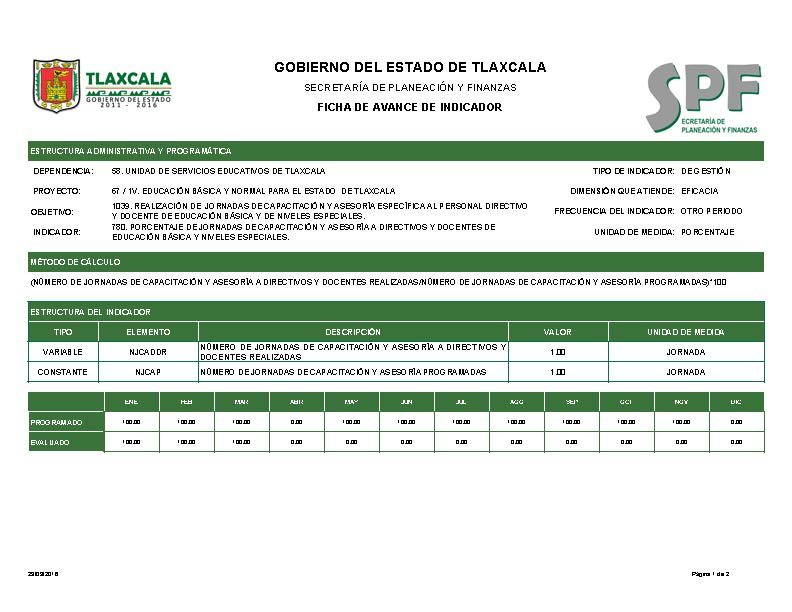 TLAXCALA
GOBIERNO DEL ESTADO
2011 - 2016
GOBIERNO DEL ESTADO DE TLAXCALA
SECRETARÍA DE PLANEACIÓN Y FINANZAS
FICHA DE AVANCE DE INDICADOR
SPF
SECRETARÍA DE
PLANEACIÓN Y FINANZAS
ESTRUCTURA ADMINISTRATIVA Y PROGRAMÁTICA
DEPENDENCIA: 58. UNIDAD DE SERVICIOS EDUCATIVOS DE TLAXCALA TIPO DE INDICADOR: DE GESTIÓN
PROYECTO: 67 / 1V. EDUCACIÓN BÁSICA Y NORMAL PARA EL ESTADO DE TLAXCALA DIMENSIÓN QUE ATIENDE: EFICACIA
OBJETIVO: 1039. REALIZACIÓN DE JORNADAS DE CAPACITACIÓN Y ASESORÍA ESPECÍFICA AL PERSONAL DIRECTIVO Y DOCENTE DE EDUCACIÓN BÁSICA Y DE NIVELES ESPECIALES. FRECUENCIA DEL INDICADOR: OTRO PERIODO
INDICADOR: 780. PORCENTAJE DE JORNADAS DE CAPACITACIÓN Y ASESORÍA A DIRECTIVOS Y DOCENTES DE EDUCACIÓN BÁSICA Y NIVELES ESPECIALES. UNIDAD DE MEDIDA: PORCENTAJE
MÉTODO DE CÁLCULO
(NÚMERO DE JORNADAS DE CAPACITACIÓN Y ASESORÍA A DIRECTIVOS Y DOCENTES REALIZADAS/NÚMERO DE JORNADAS DE CAPACITACIÓN Y ASESORÍA PROGRAMADAS)*100
ESTRUCTURA DEL INDICADOR
TIPO ELEMENTO DESCRIPCIÓN VALOR UNIDAD DE MEDIDA
VARIABLE NJCADDR NÚMERO DE JORNADAS DE CAPACITACIÓN Y ASESORÍA A DIRECTIVOS Y DOCENTES REALIZADAS 1.00 JORNADA
CONSTANTE NJCAP NÚMERO DE JORNADAS DE CAPACITACIÓN Y ASESORÍA PROGRAMADAS 1.00 JORNADA
ENE FEB MAR ABR MAY JUN JUL AGO SEP OCT NOV DIC
PROGRAMADO 100.00 100.00 100.00 0.00 100.00 100.00 100.00 100.00 100.00 100.00 100.00 0.00
EVALUADO 100.00 100.00 100.00 0.00 0.00 0.00 0.00 0.00 0.00 0.00 0.00 0.00
Página 1 de 2